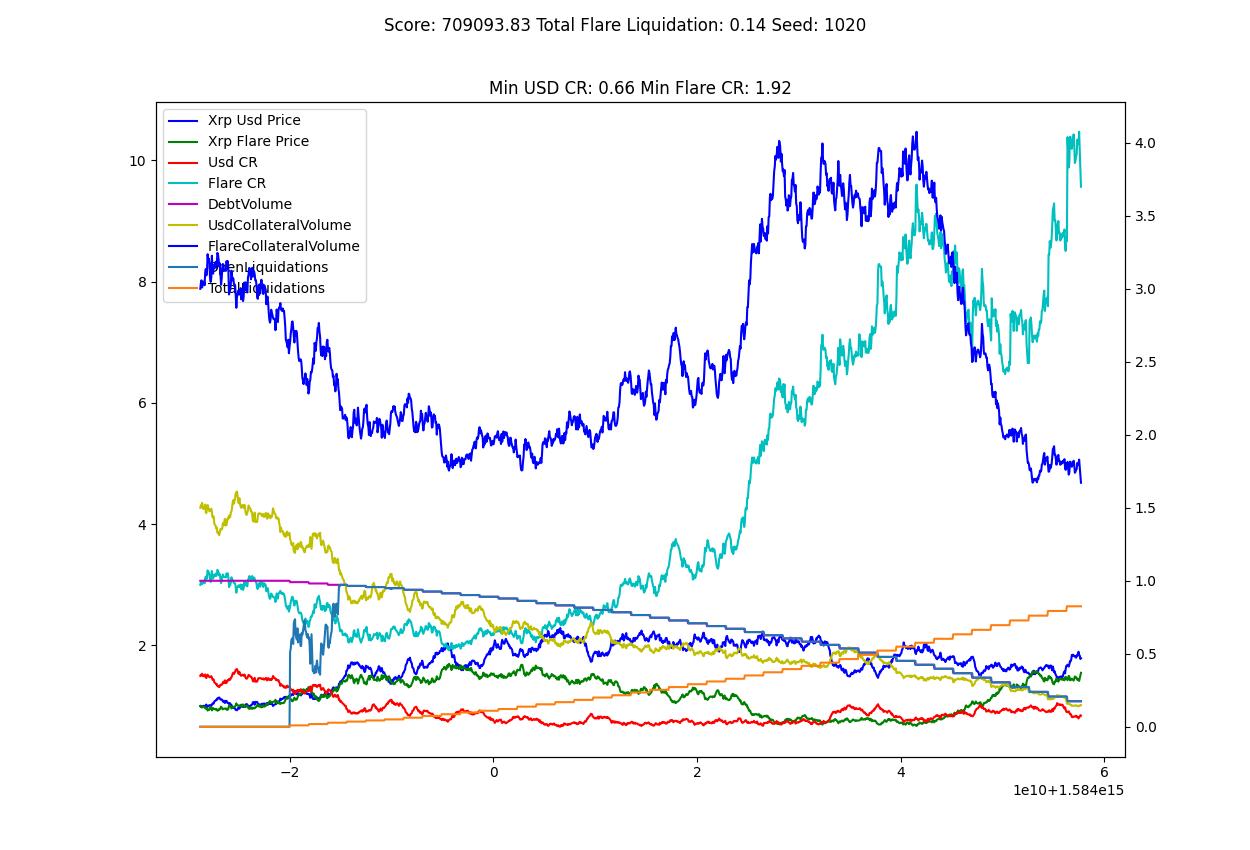 Score: 709093.83 Total Flare Liquidation: 0.14 Seed: 1020
Min USD CR: 0.66 Min Flare CR: 1.92
Xrp Usd Price
Xrp Flare Price
Usd CR
Flare CR
DebtVolume
UsdCollateralVolume
FlareCollateralVolume
OpenLiquidations
TotalLiquidations
10
8
6
4
2
4.0
3.5
3.0
2.5
2.0
1.5
1.0
0.5
0.0
−2
0
2
4
6
1e10+1.584e15